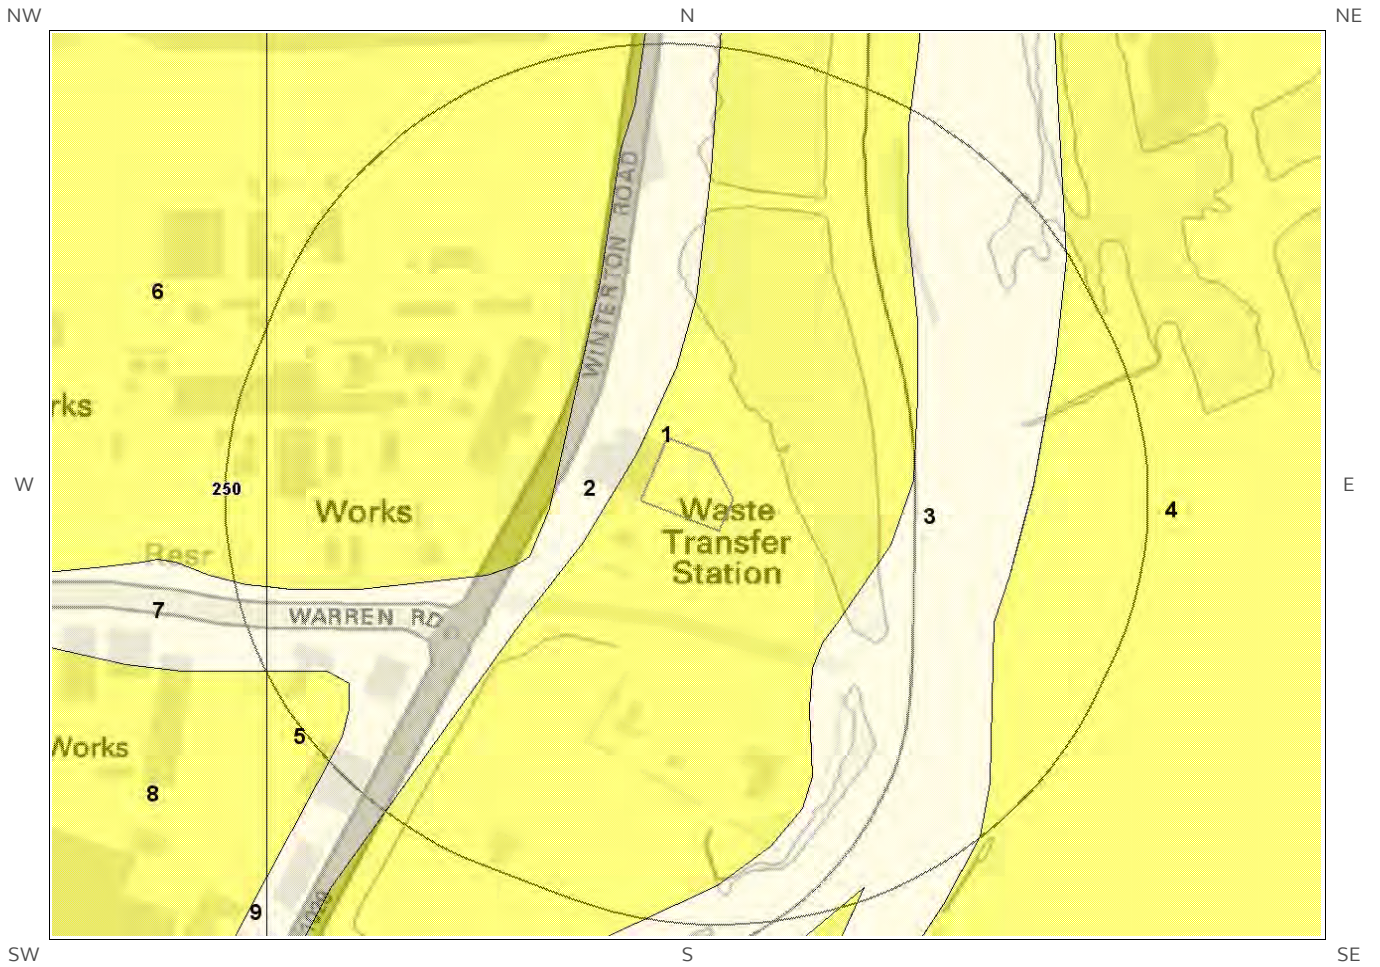 NW
N
NE
WINTERTON ROAD
6
rks
1
W
250
2
E
Works
Waste
3
4
Transfer
Resr
Station
7
WARREN RD
5
Works
8
9
SW
S
SE